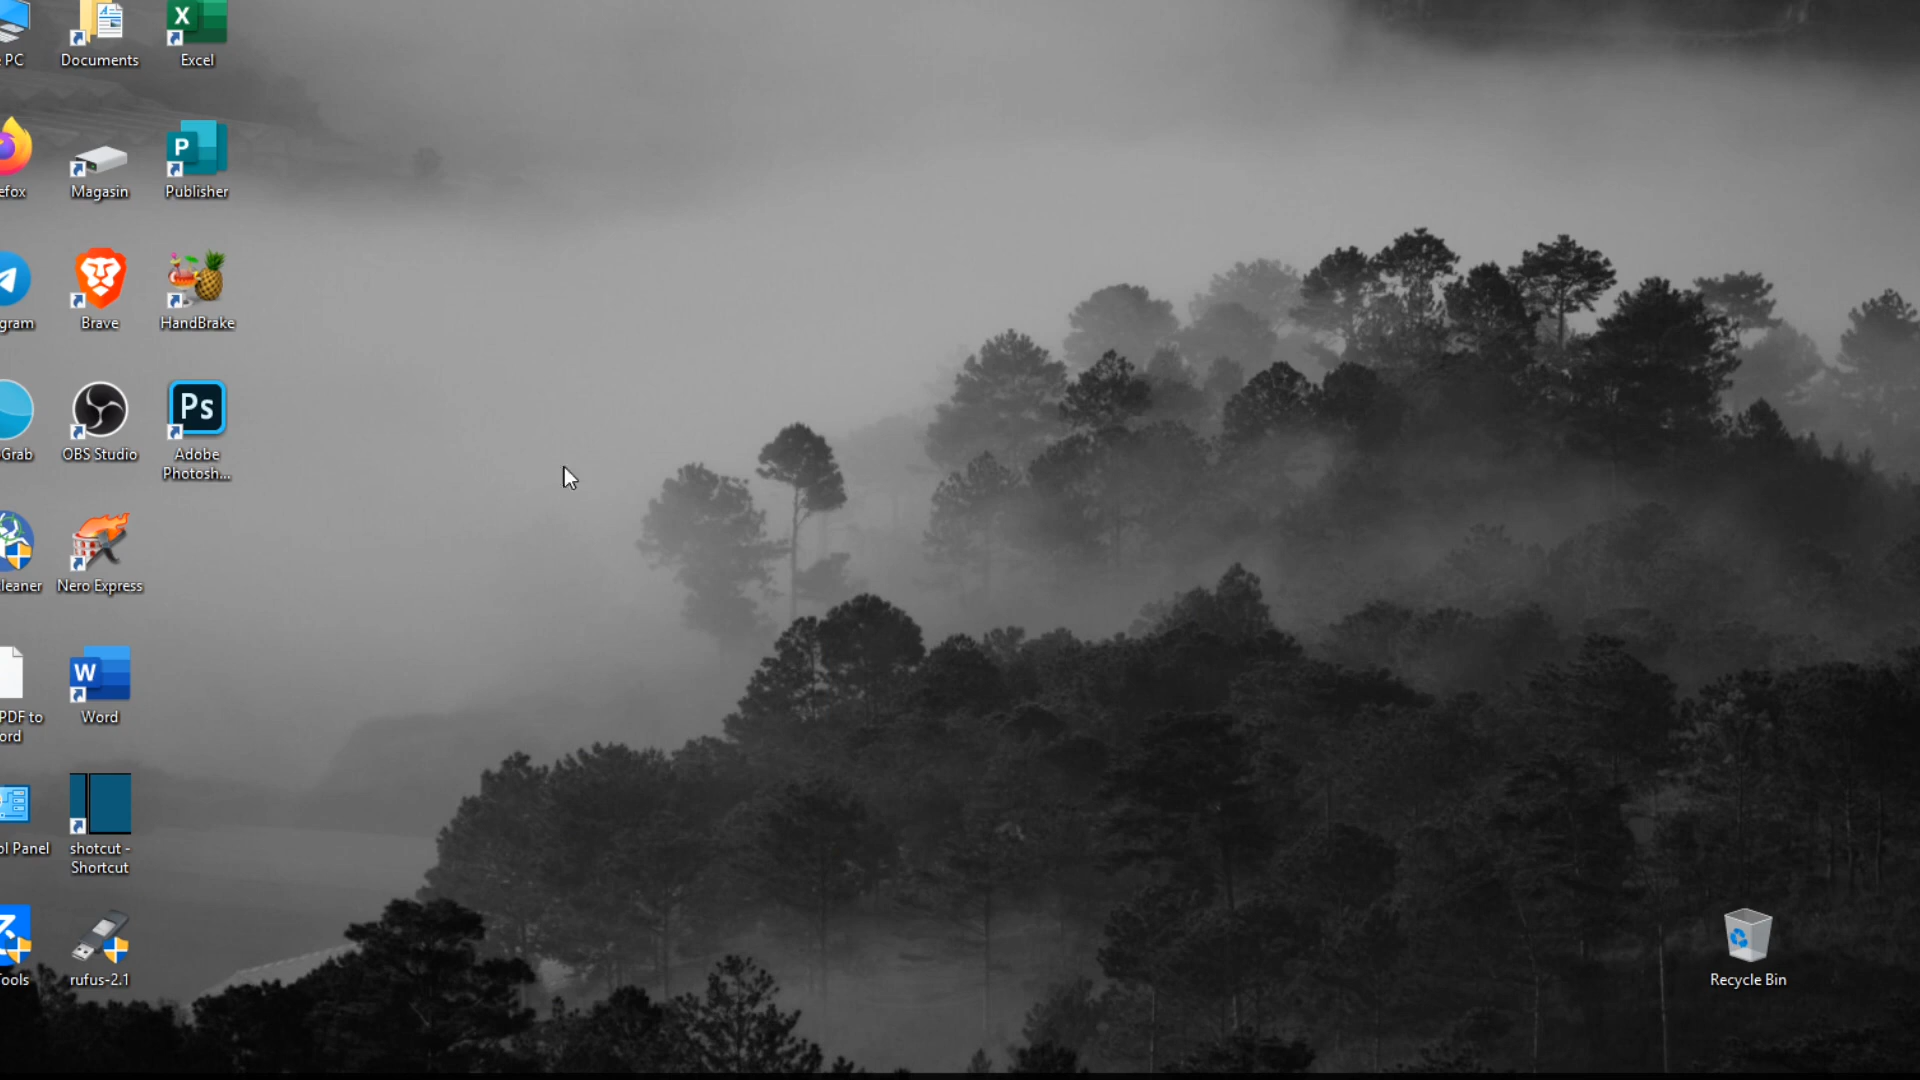 PC
Documents
Excel
efox
Magasin
Publisher
gram
Brave
HandBrake
Grab
OBS Studio
Adobe
Photosh...
leaner
Nero Express
PDF to
ord
Word
ol Panel
shotcut -
Shortcut
ools
rufus-2.1
Recycle Bin
X
P
Ps
W